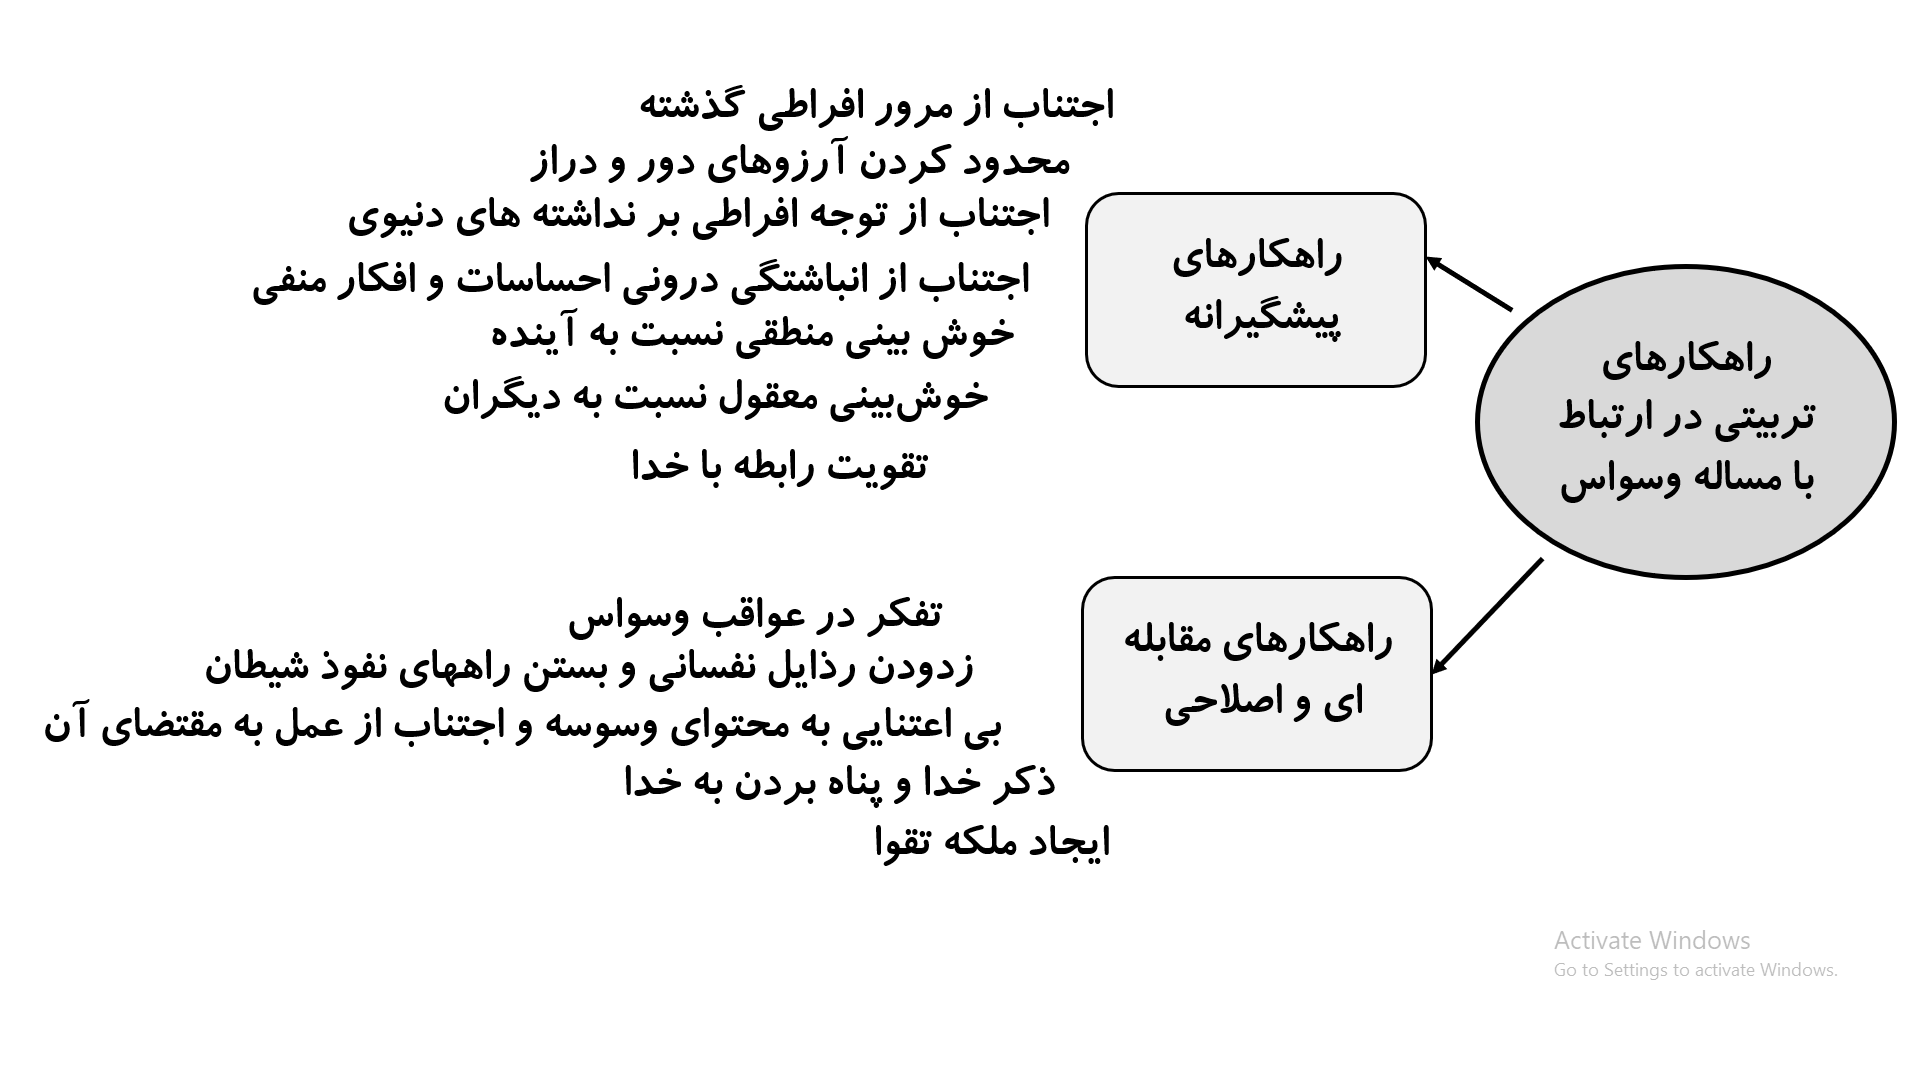 راهکارهای
تربیتی در ارتباط
با مساله وسواس
راهکارهای
پیشگیرانه
اجتناب از مرور افراطی گذشته
محدود کردن آرزوهای دور و دراز
اجتناب از توجه افراطی بر نداشته های دنیوی
اجتناب از انباشتگی درونی احساسات و افکار منفی
خوش بینی منطقی نسبت به آینده
خوش‌بینی معقول نسبت به دیگران
تقویت رابطه با خدا
راهکارهای مقابله
ای و اصلاحی
تفکر در عواقب وسواس
زدودن رذایل نفسانی و بستن راههای نفوذ شیطان
بی اعتنایی به محتوای وسوسه و اجتناب از عمل به مقتضای آن
ذکر خدا و پناه بردن به خدا
ایجاد ملکه تقوا
Activate Windows
Go to Settings to activate Windows.